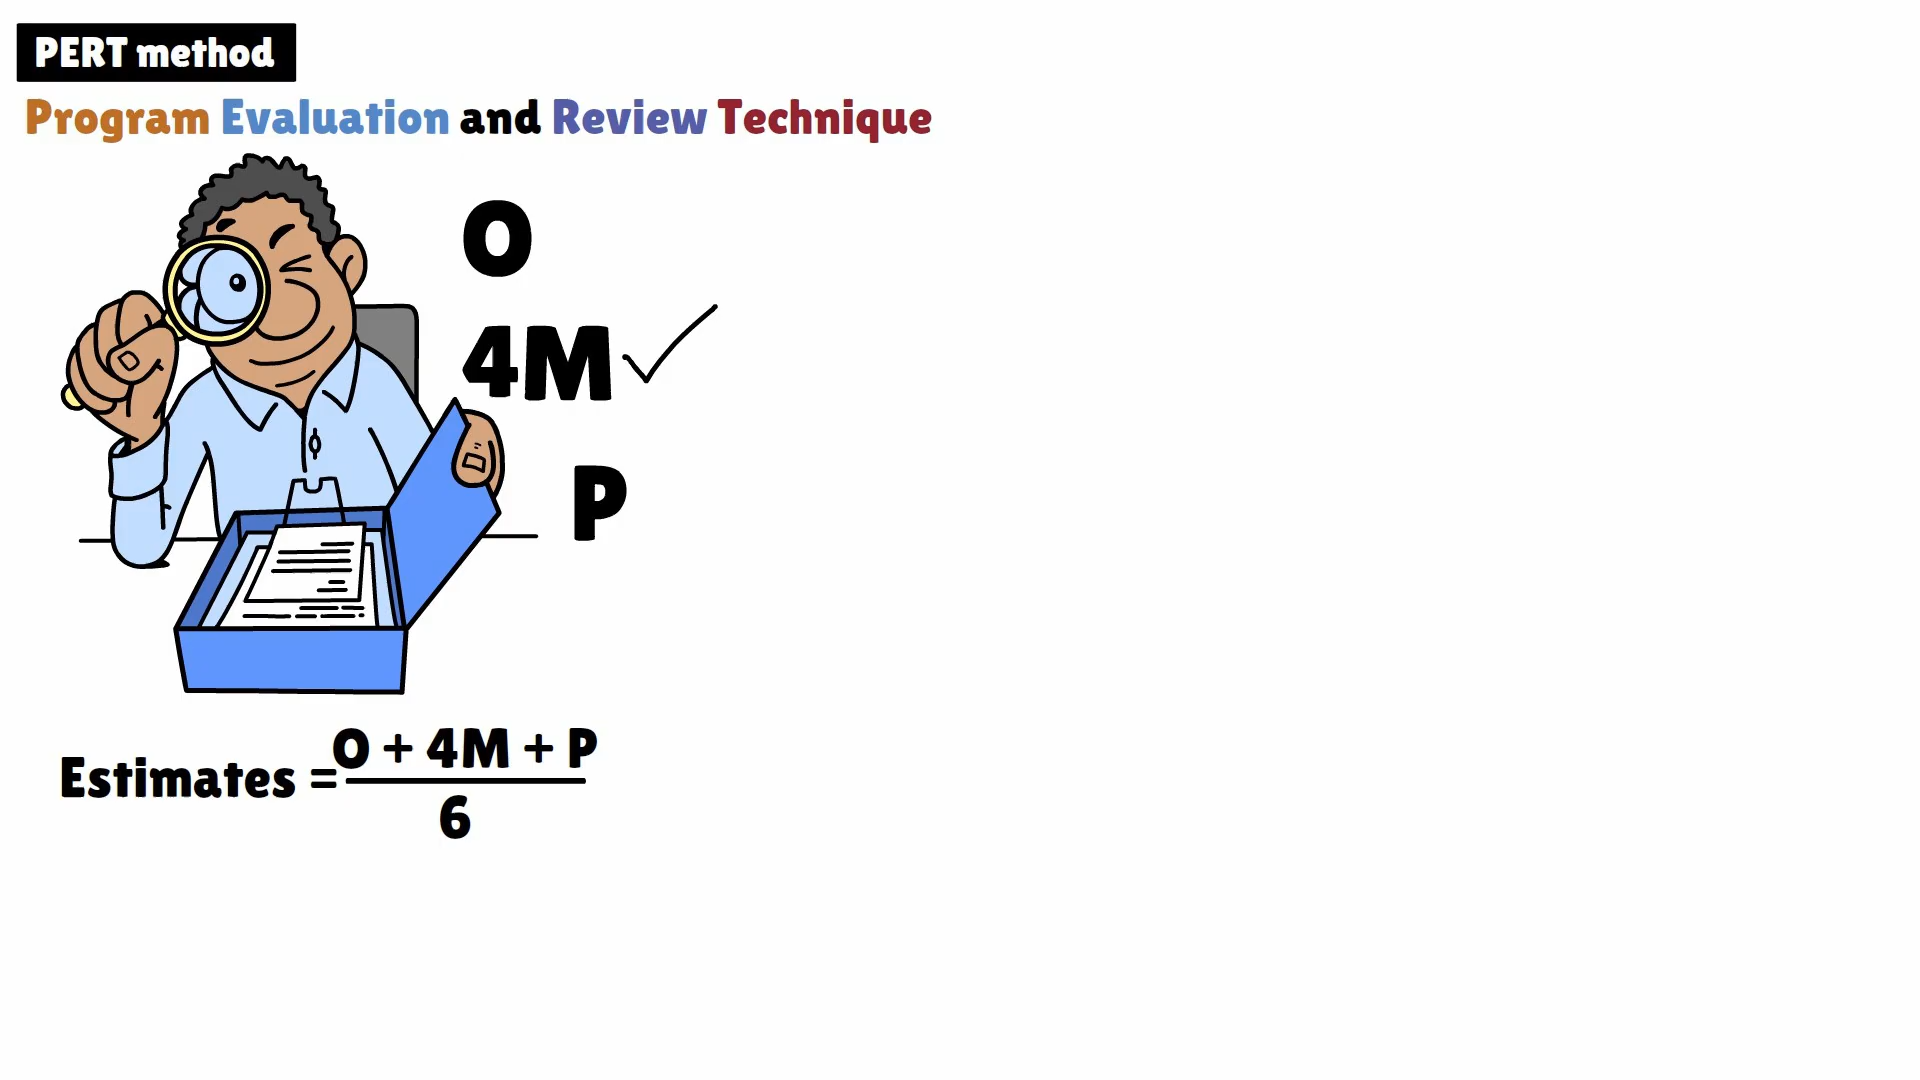 PERT method
Program Evaluation and Review Technique
O
4M
P
Estimates = O + 4M + P
6